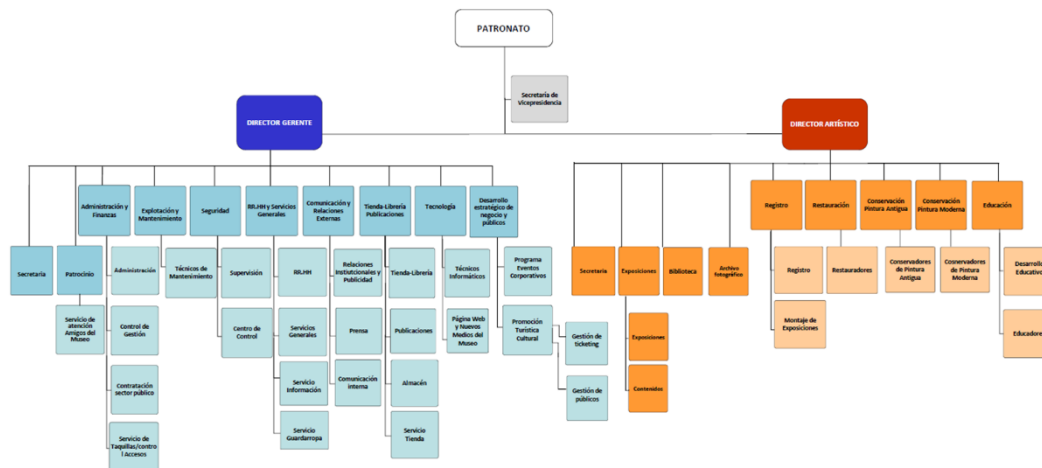 PATRONATO
Secretaría de
Vicepresidencia
DIRECTOR GERENTE
DIRECTOR ARTÍSTICO
Secretaría
Patrocinio
Servicio de
atención
Amigos del
Museo
Administración y
Finanzas
Administración
Control de
Gestión
Contratación
sector público
Servicio de
Taquillas/contro
l Accesos
Explotación y
Mantenimiento
Técnicos de
Mantenimiento
Seguridad
Supervisión
Centro de
Control
RR.HH y Servicios
Generales
RR.HH
Servicios
Generales
Servicio
Información
Servicio
Guardarropa
Comunicación y
Relaciones
Externas
Relaciones
Institucionales y
Publicidad
Prensa
Comunicación
Interna
Tienda-Librería
Publicaciones
Tienda-Librería
Publicaciones
Almacén
Servicio
Tienda
Tecnología
Técnicos
Informáticos
Página Web
y Nuevos
Medios del
Museo
Desarrollo
estratégico de
negocio y
públicos
Programa
Eventos
Corporativos
Promoción
Turística
Cultural
Gestión de
ticketing
Gestión de
públicos
Secretaría
Exposiciones
Exposiciones
Contenidos
Biblioteca
Archivo
fotográfico
Registro
Registro
Montaje de
Exposiciones
Restauración
Restauradores
Conservación
Pintura Antigua
Conservadores
de Pintura
Antigua
Conservación
Pintura Moderna
Conservadores
de Pintura
Moderna
Educación
Desarrollo
Educativo
Educadores